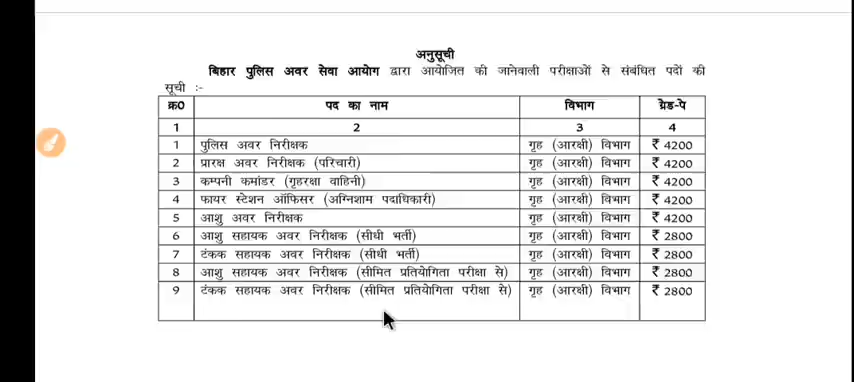 अनुसूची
बिहार पुलिस अवर सेवा आयोग द्वारा आयोजित की जानेवाली परीक्षाओं से संबंधित पदों की
सूची :-
क्र0 पद का नाम विभाग ग्रेड-पे
1 2 3 4
1 पुलिस अवर निरीक्षक गृह (आरक्षी) विभाग ₹ 4200
2 प्रारक्ष अवर निरीक्षक (परिचारी) गृह (आरक्षी) विभाग ₹ 4200
3 कम्पनी कमांडर (गृहरक्षा वाहिनी) गृह (आरक्षी) विभाग ₹ 4200
4 फायर स्टेशन ऑफिसर (अग्निशाम पदाधिकारी) गृह (आरक्षी) विभाग ₹ 4200
5 आशु अवर निरीक्षक गृह (आरक्षी) विभाग ₹ 4200
6 आशु सहायक अवर निरीक्षक (सीधी भर्ती) गृह (आरक्षी) विभाग ₹ 2800
7 टंकक सहायक अवर निरीक्षक (सीधी भर्ती) गृह (आरक्षी) विभाग ₹ 2800
8 आशु सहायक अवर निरीक्षक (सीमित प्रतियोगिता परीक्षा से) गृह (आरक्षी) विभाग ₹ 2800
9 टंकक सहायक अवर निरीक्षक (सीमित प्रतियोगिता परीक्षा से) गृह (आरक्षी) विभाग ₹ 2800